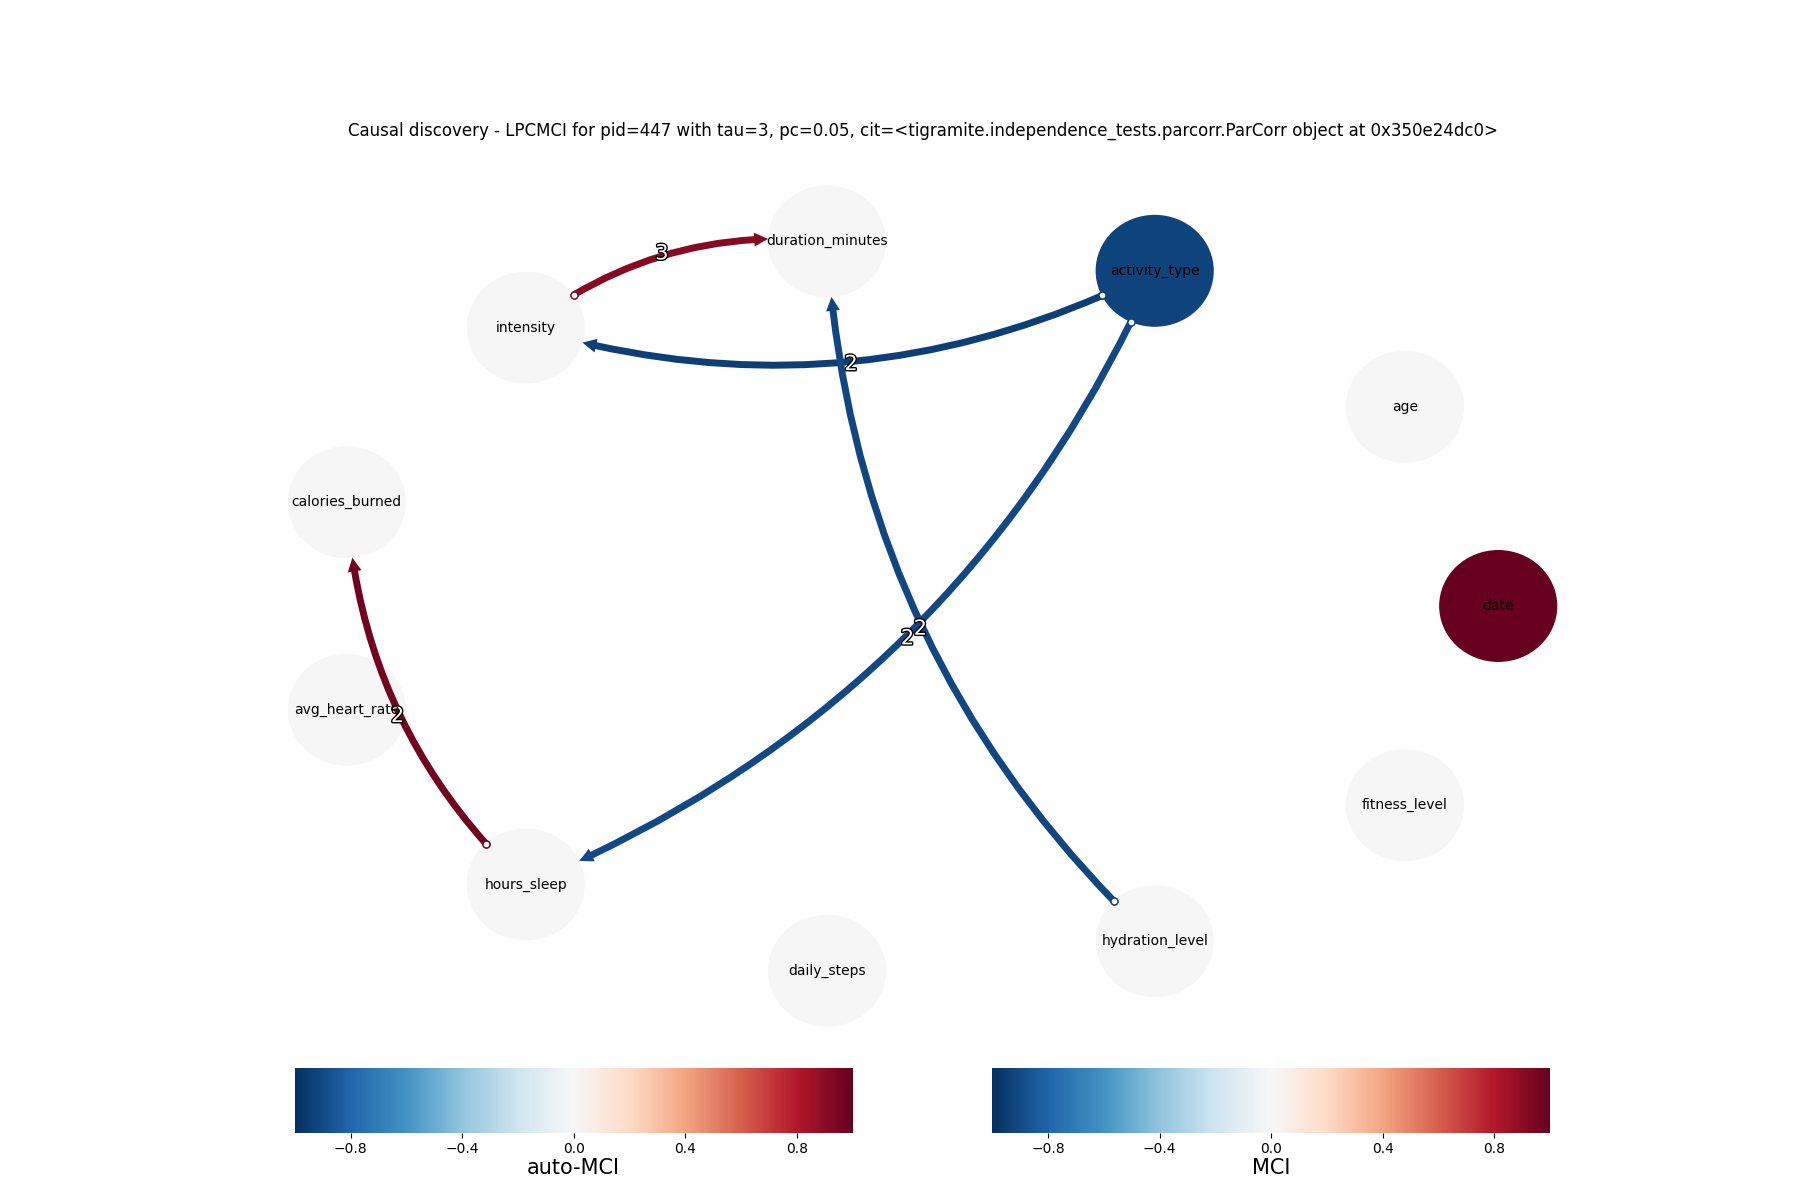 Causal discovery - LPCMCI for pid=447 with tau=3, pc=0.05, cit=<tigramite.independence_tests.parcorr.ParCorr object at 0x350e24dc0>
duration_minutes
3
activity_type
intensity
2
age
calories_burned
date
2
2
avg_heart_rate
2
fitness_level
hours_sleep
hydration_level
daily_steps
−0.8 −0.4 0.0 0.4 0.8
auto-MCI
−0.8 −0.4 0.0 0.4 0.8
MCI